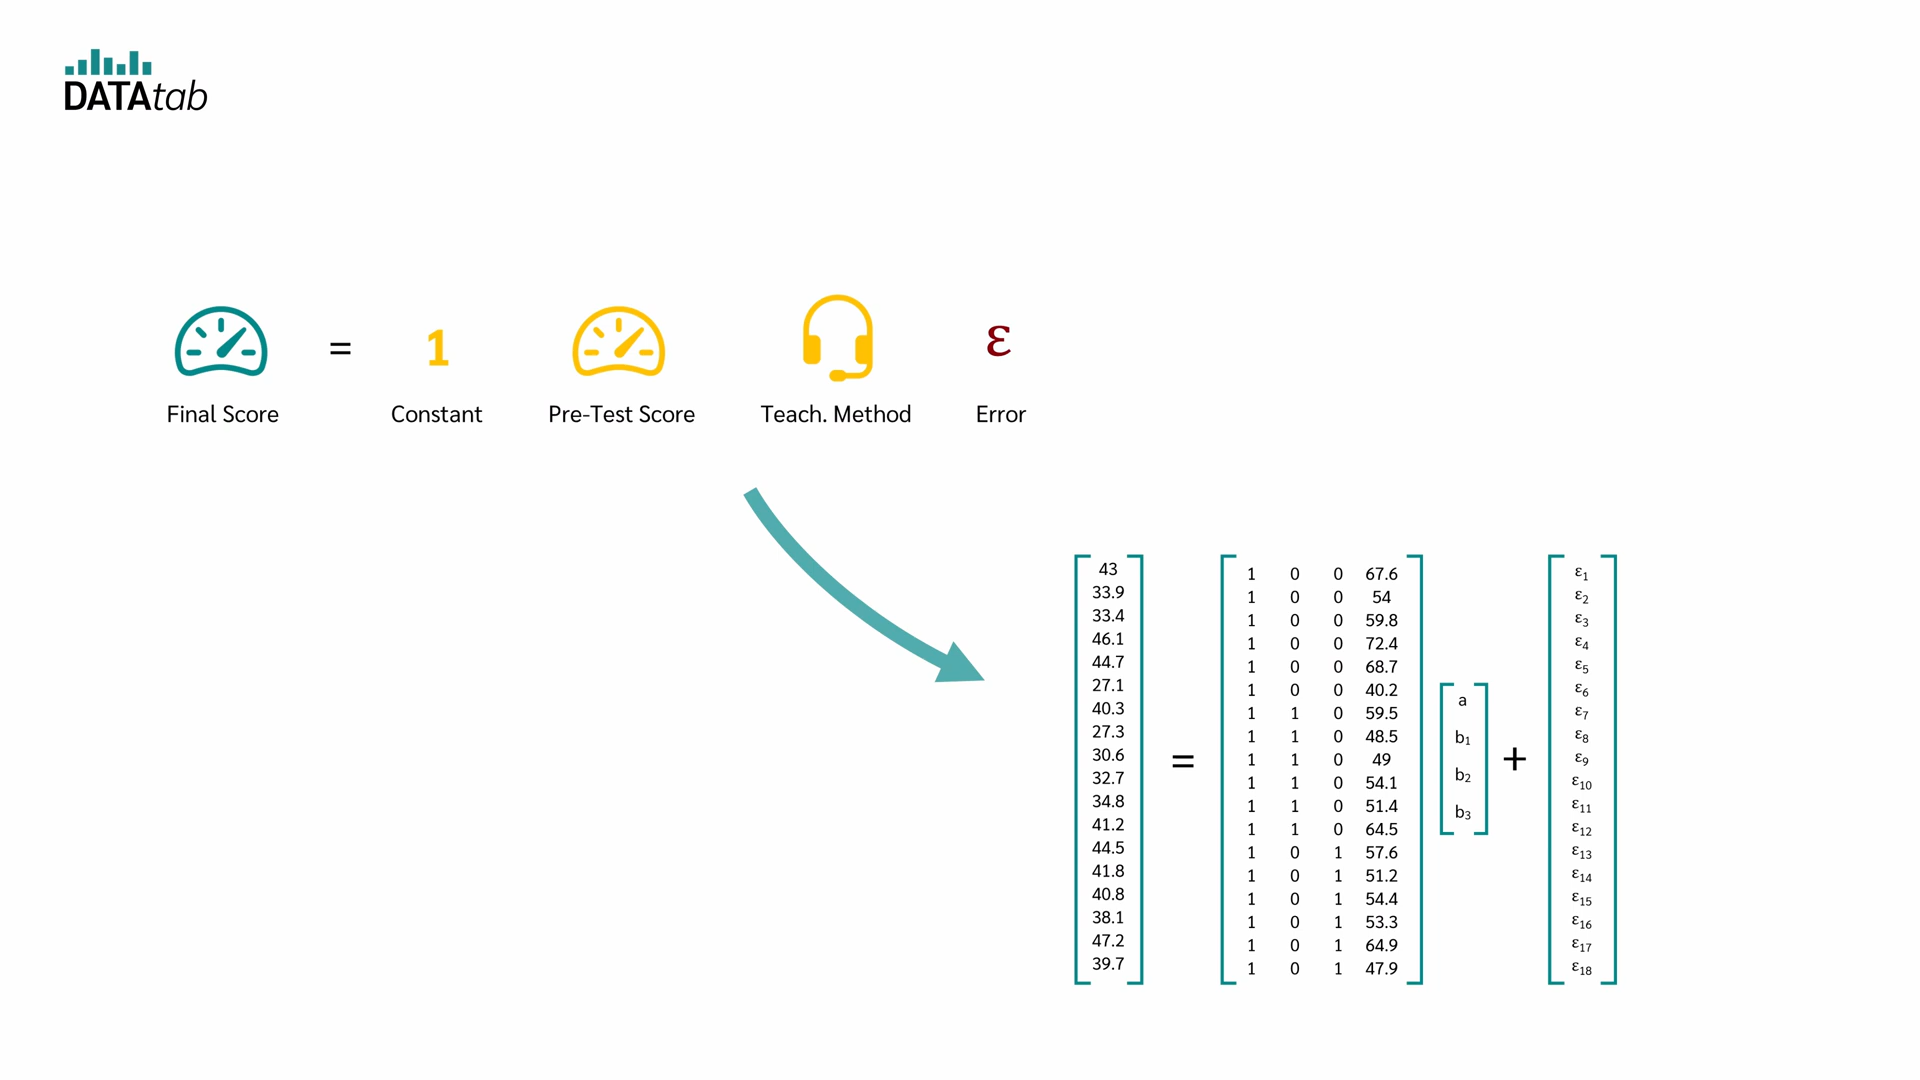 DATAtab
= 1 ε
Final Score Constant Pre-Test Score Teach. Method Error
43
33.9
33.4
46.1
44.7
27.1
40.3
27.3
30.6
32.7
34.8
41.2
44.5
41.8
40.8
38.1
47.2
39.7
=
1 0 0 67.6
1 0 0 54
1 0 0 59.8
1 0 0 72.4
1 0 0 68.7
1 0 0 40.2
1 1 0 59.5
1 1 0 48.5
1 1 0 49
1 1 0 54.1
1 1 0 51.4
1 1 0 64.5
1 0 1 57.6
1 0 1 51.2
1 0 1 54.4
1 0 1 53.3
1 0 1 64.9
1 0 1 47.9
a
b₁
b₂
b₃
+
ε₁
ε₂
ε₃
ε₄
ε₅
ε₆
ε₇
ε₈
ε₉
ε₁₀
ε₁₁
ε₁₂
ε₁₃
ε₁₄
ε₁₅
ε₁₆
ε₁₇
ε₁₈